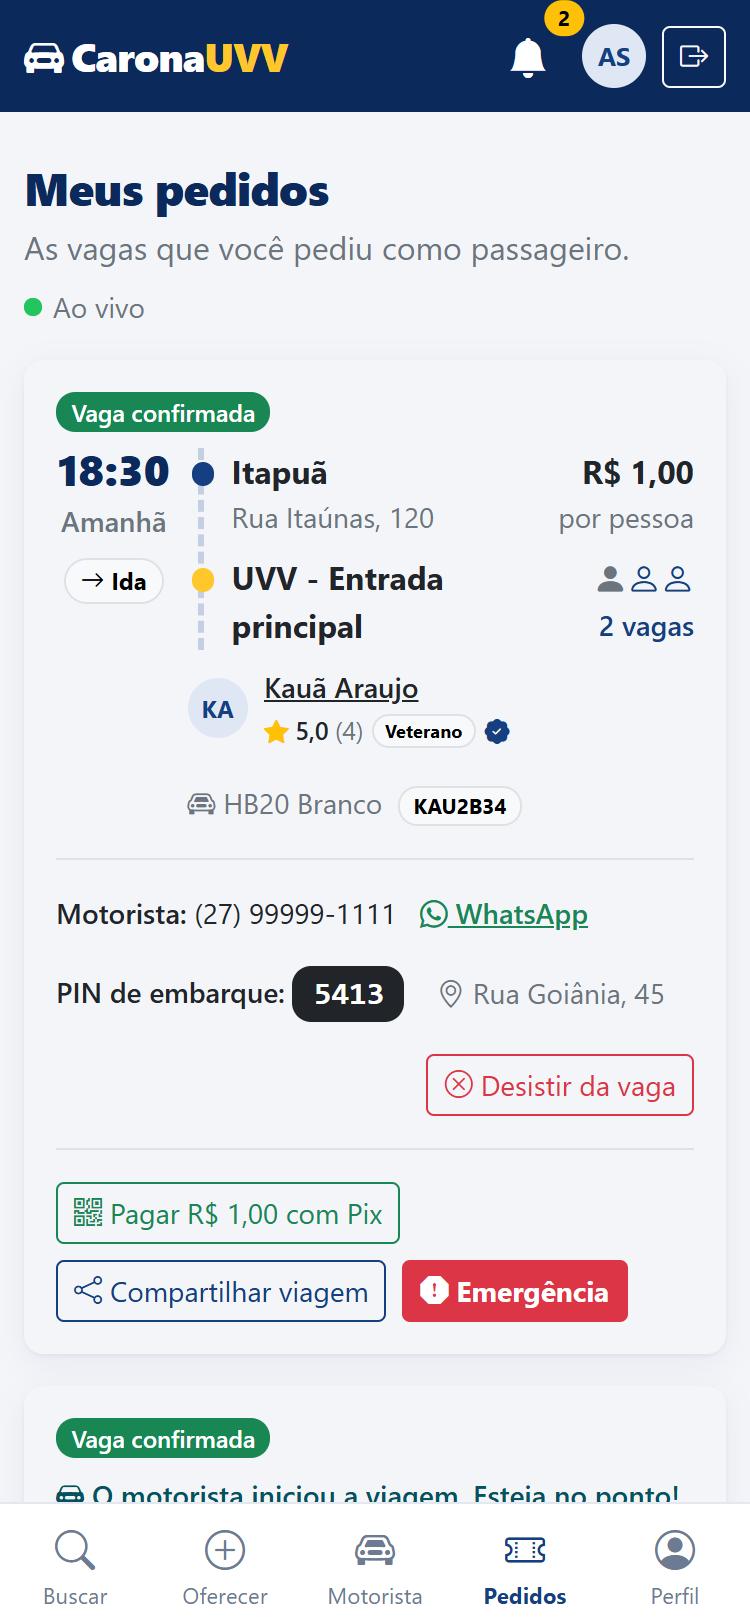 2
CaronaUVV
AS
Meus pedidos
As vagas que você pediu como passageiro.
Ao vivo
Vaga confirmada
18:30
Itapuã
R$ 1,00
Amanhã
Rua Itaúnas, 120
por pessoa
Ida
UVV - Entrada
principal
2 vagas
KA
Kauã Araujo
5,0 (4) Veterano
HB20 Branco KAU2B34
Motorista: (27) 99999-1111 WhatsApp
PIN de embarque: 5413 Rua Goiânia, 45
Desistir da vaga
Pagar R$ 1,00 com Pix
Compartilhar viagem
Emergência
Vaga confirmada
O motorista iniciou a viagem. Esteja no ponto!
Buscar
Oferecer
Motorista
Pedidos
Perfil